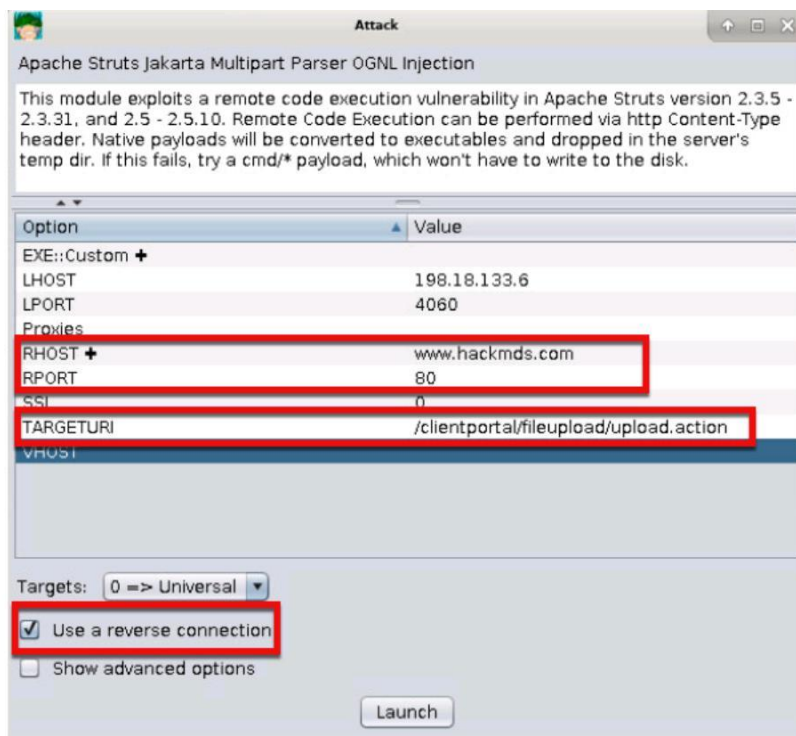 Attack
Apache Struts Jakarta Multipart Parser OGNL Injection
This module exploits a remote code execution vulnerability in Apache Struts version 2.3.5 -
2.3.31, and 2.5 - 2.5.10. Remote Code Execution can be performed via http Content-Type
header. Native payloads will be converted to executables and dropped in the server's
temp dir. If this fails, try a cmd/* payload, which won't have to write to the disk.
Option Value
EXE::Custom +
LHOST 198.18.133.6
LPORT 4060
Proxies
RHOST + www.hackmds.com
RPORT 80
SSL 0
TARGETURI /clientportal/fileupload/upload.action
VHOST
Targets: 0 => Universal
Use a reverse connection
Show advanced options
Launch